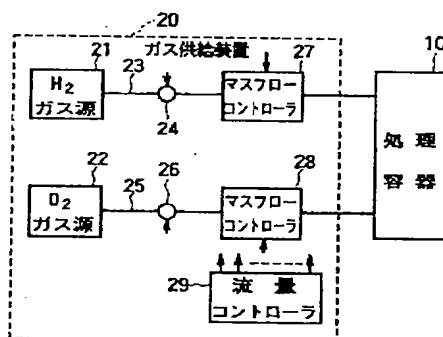 20
ガス供給装置
21
23
27
10
H2
ガス源
24
マスフロー
コントローラ
処理
容器
22
25
26
28
O2
ガス源
マスフロー
コントローラ
29
流量
コントローラ